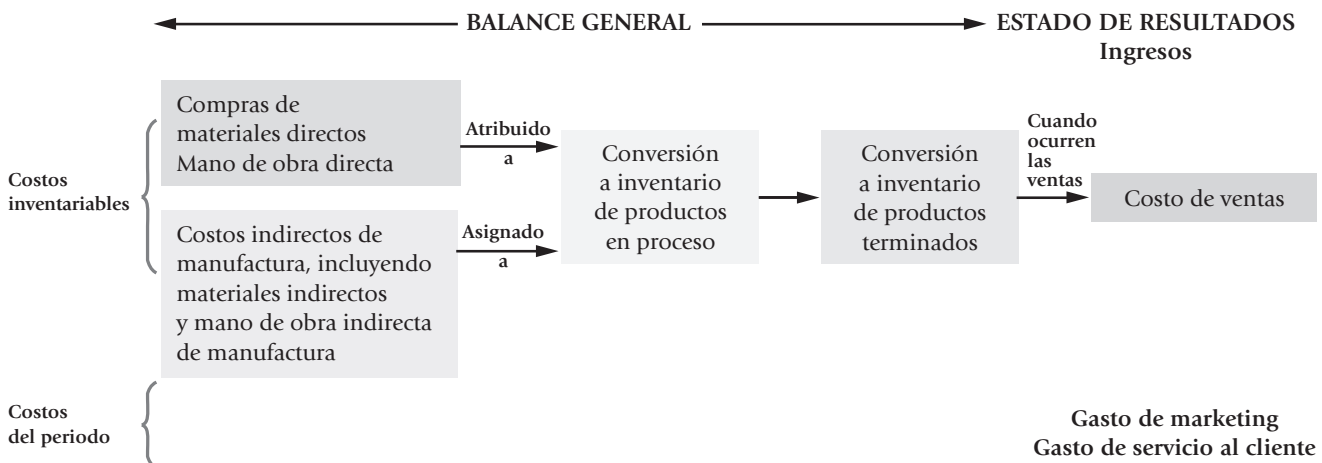 BALANCE GENERAL
ESTADO DE RESULTADOS
Ingresos
Costos
inventariables
Compras de
materiales directos
Mano de obra directa
Atribuido
a
Costos indirectos de
manufactura, incluyendo
materiales indirectos
y mano de obra indirecta
de manufactura
Asignado
a
Conversión
a inventario
de productos
en proceso
Conversión
a inventario
de productos
terminados
Cuando
ocurren
las
ventas
Costo de ventas
Costos
del periodo
Gasto de marketing
Gasto de servicio al cliente